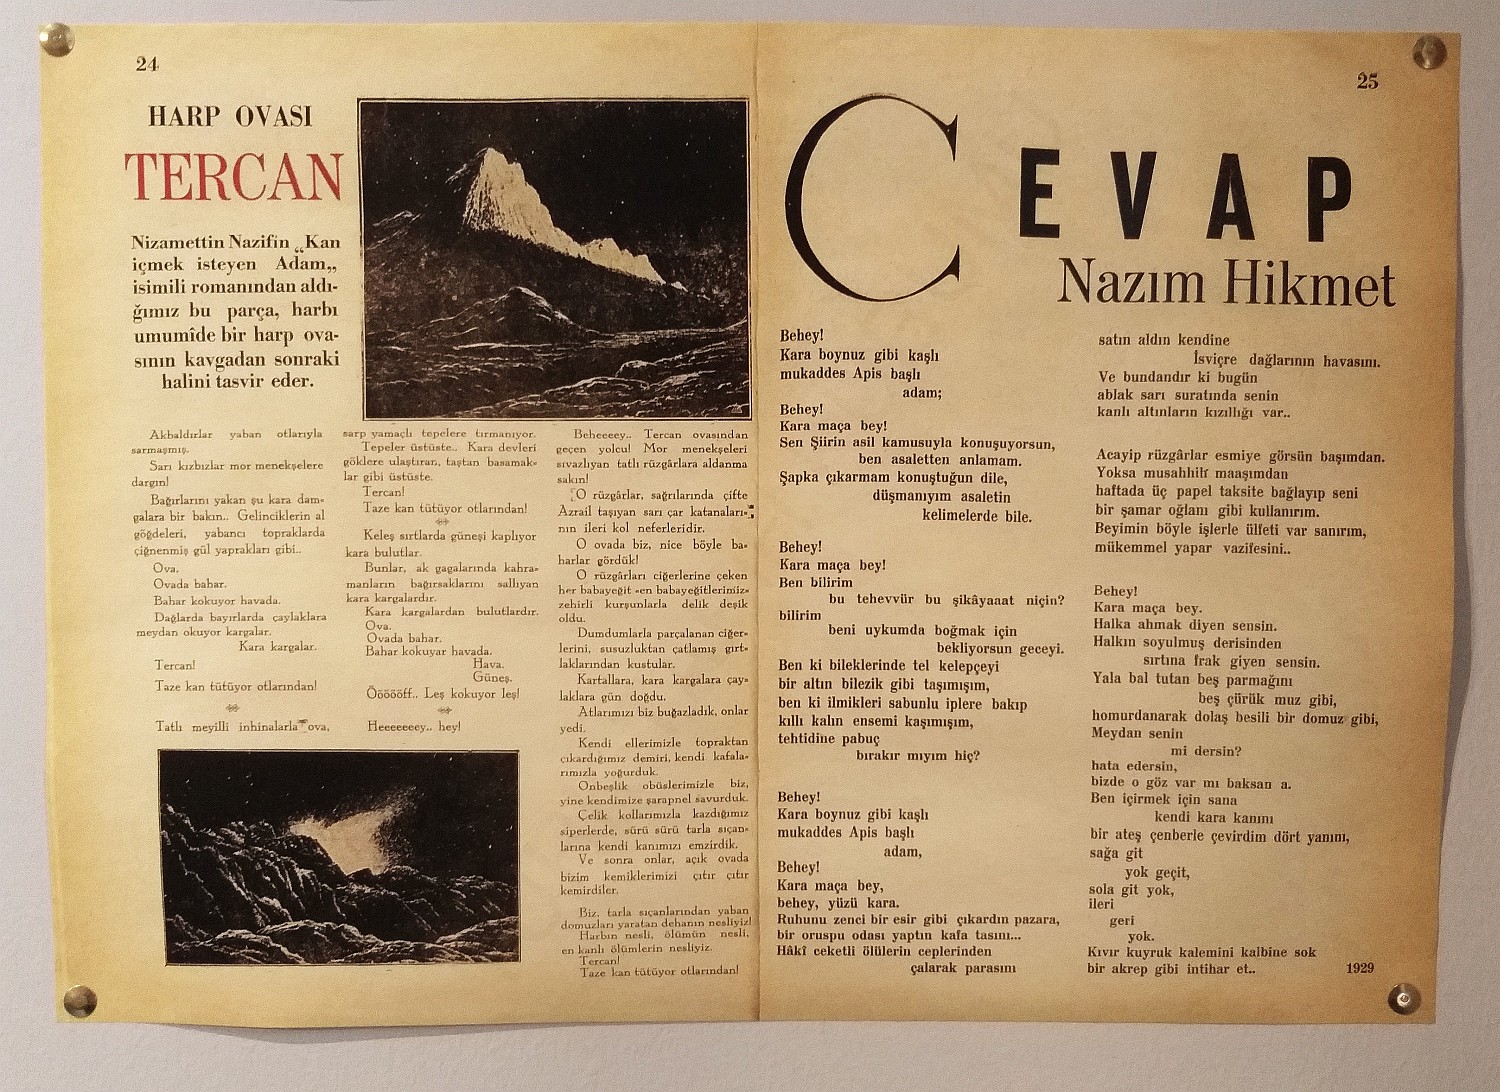 24
HARP OVASI
TERCAN
Nizamettin Nazifin „Kan
içmek isteyen Adam„
isimili romanından aldı-
ğımız bu parça, harbı
umumîde bir harp ova-
sının kavgadan sonraki
halini tasvir eder.
Akbaldırlar yaban otlarıyla
sarmaşmış.
Sarı kızbızlar mor menekşelere
dargın!
Bağırlarını yakan şu kara dam-
galara bir bakın.. Gelinciklerin al
göğdeleri, yabancı topraklarda
çiğnenmiş gül yaprakları gibi..
Ova.
Ovada bahar.
Bahar kokuyor havada.
Dağlarda bayırlarda çaylaklara
meydan okuyor kargalar.
Kara kargalar.
Tercan!
Taze kan tütüyor otlarından!
Tatlı meyilli inhinalarla ova,
sarp yamaçlı tepelere tırmanıyor.
Tepeler üstüste.. Kara devleri
göklere ulaştıran, taştan basamak-
lar gibi üstüste.
Tercan!
Taze kan tütüyor otlarından!
Keleş sırtlarda güneşi kaplıyor
kara bulutlar.
Bunlar, ak gagalarında kahra-
manların bağırsaklarını sallıyan
kara kargalardır.
Kara kargalardan bulutlardır.
Ova.
Ovada bahar.
Bahar kokuyar havada.
Hava.
Güneş.
Öööööff.. Leş kokuyor leş!
Heeeeeeey.. hey!
Beheeeey.. Tercan ovasından
geçen yolcu! Mor menekşeleri
sıvazlıyan tatlı rüzgârlara aldanma
sakın!
O rüzgârlar, sağrılarında çifte
Azrail taşıyan sarı çar katanaları-
nın ileri kol neferleridir.
O ovada biz, nice böyle ba-
harlar gördük!
O rüzgârları ciğerlerine çeken
her babayeğit -en babayeğitlerimiz-
zehirli kurşunlarla delik deşik
oldu.
Dumdumlarla parçalanan ciğer-
lerini, susuzluktan çatlamış gırt-
laklarından kustular.
Kartallara, kara kargalara çay-
laklara gün doğdu.
Atlarımızı biz buğazladık, onlar
yedi.
Kendi ellerimizle topraktan
çıkardığımız demiri, kendi kafala-
rımızla yoğurduk.
Onbeşlik obüslerimizle biz,
yine kendimize şarapnel savurduk.
Çelik kollarımızla kazdığımız
siperlerde, sürü sürü tarla sıçan-
larına kendi kanımızı emzirdik.
Ve sonra onlar, açık ovada
bizim kemiklerimizi çıtır çıtır
kemirdiler.
Biz, tarla sıçanlarından yaban
domuzları yaratan dehanın nesliyiz!
Harbın nesli, ölümün nesli,
en kanlı ölümlerin nesliyiz.
Tercan!
Taze kan tütüyor otlarından!
25
CEVAP
Nazım Hikmet
Behey!
Kara boynuz gibi kaşlı
mukaddes Apis başlı
adam;
Behey!
Kara maça bey!
Sen Şiirin asil kamusuyla konuşuyorsun,
ben asaletten anlamam.
Şapka çıkarmam konuştuğun dile,
düşmanıyım asaletin
kelimelerde bile.
Behey!
Kara maça bey!
Ben bilirim
bu tehevvür bu şikâyaaat niçin?
bilirim
beni uykumda boğmak için
bekliyorsun geceyi.
Ben ki bileklerinde tel kelepçeyi
bir altın bilezik gibi taşımışım,
ben ki ilmikleri sabunlu iplere bakıp
kıllı kalın ensemi kaşımışım,
tehtidine pabuç
bırakır mıyım hiç?
Behey!
Kara boynuz gibi kaşlı
mukaddes Apis başlı
adam,
Behey!
Kara maça bey,
behey, yüzü kara.
Ruhunu zenci bir esir gibi çıkardın pazara,
bir oruspu odası yaptın kafa tasını...
Hâkî ceketli ölülerin ceplerinden
çalarak parasını
satın aldın kendine
İsviçre dağlarının havasını.
Ve bundandır ki bugün
ablak sarı suratında senin
kanlı altınların kızıllığı var..
Acayip rüzgârlar esmiye görsün başımdan.
Yoksa musahhilf maaşımdan
haftada üç papel taksite bağlayıp seni
bir şamar oğlanı gibi kullanırım.
Beyimin böyle işlerle ülfeti var sanırım,
mükemmel yapar vazifesini..
Behey!
Kara maça bey.
Halka ahmak diyen sensin.
Halkın soyulmuş derisinden
sırtına frak giyen sensin.
Yala bal tutan beş parmağını
beş çürük muz gibi,
homurdanarak dolaş besili bir domuz gibi,
Meydan senin
mi dersin?
hata edersin,
bizde o göz var mı baksan a.
Ben içirmek için sana
kendi kara kanını
bir ateş çenberle çevirdim dört yanını,
sağa git
yok geçit,
sola git yok,
ileri
geri
yok.
Kıvır kuyruk kalemini kalbine sok
bir akrep gibi intihar et..
1929